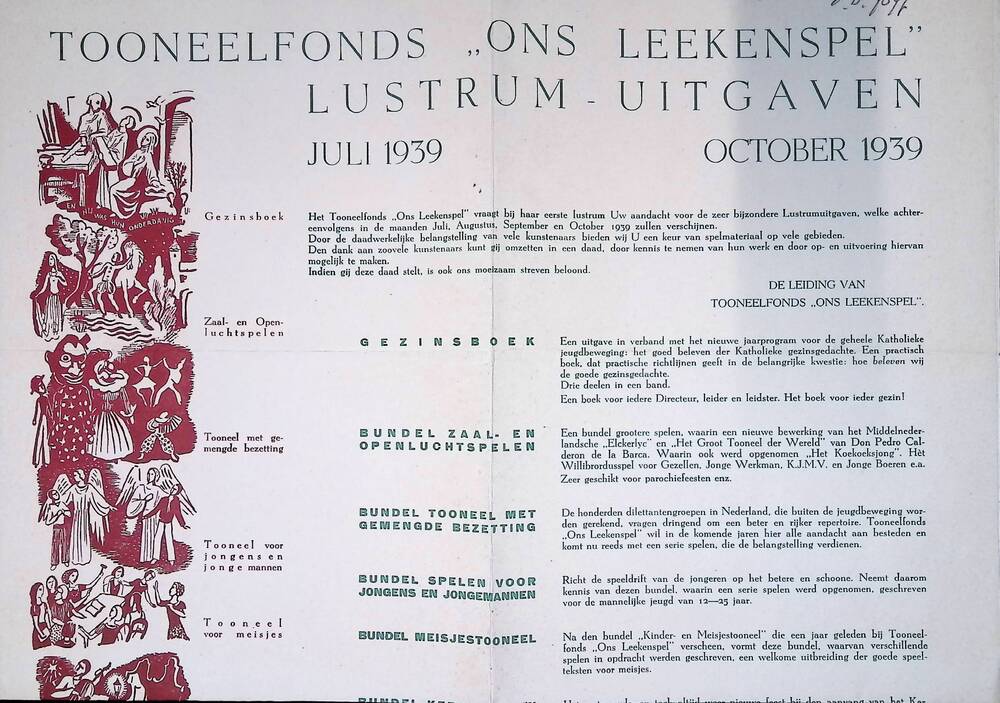 TOONEELFONDS „ONS LEEKENSPEL”
LUSTRUM - UITGAVEN
JULI 1939
OCTOBER 1939
EN HIJ WAS HUN ONDERDANIG
Gezinsboek
Het Tooneelfonds „Ons Leekenspel” vraagt bij haar eerste lustrum Uw aandacht voor de zeer bijzondere Lustrumuitgaven, welke achter-
eenvolgens in de maanden Juli, Augustus, September en October 1939 zullen verschijnen.
Door de daadwerkelijke belangstelling van vele kunstenaars bieden wij U een keur van spelmateriaal op vele gebieden.
Den dank aan zoovele kunstenaars kunt gij omzetten in een daad, door kennis te nemen van hun werk en door op- en uitvoering hiervan
mogelijk te maken.
Indien gij deze daad stelt, is ook ons moeizaam streven beloond.
DE LEIDING VAN
TOONEELFONDS „ONS LEEKENSPEL”.
Zaal- en Open-
luchtspelen
GEZINSBOEK
Een uitgave in verband met het nieuwe jaarprogram voor de geheele Katholieke
jeugdbeweging: het goed beleven der Katholieke gezinsgedachte. Een practisch
boek, dat practische richtlijnen geeft in de belangrijke kwestie: hoe beleven wij
de goede gezinsgedachte.
Drie deelen in een band.
Een boek voor iedere Directeur, leider en leidster. Het boek voor ieder gezin!
Tooneel met ge-
mengde bezetting
BUNDEL ZAAL- EN
OPENLUCHTSPELEN
Een bundel grootere spelen, waarin een nieuwe bewerking van het Middelneder-
landsche „Elckerlyc” en „Het Groot Tooneel der Wereld” van Don Pedro Cal-
deron de la Barca. Waarin ook werd opgenomen „Het Koekoeksjong”. Hèt
Willibrordusspel voor Gezellen, Jonge Werkman, K.J.M.V. en Jonge Boeren e.a.
Zeer geschikt voor parochiefeesten enz.
BUNDEL TOONEEL MET
GEMENGDE BEZETTING
De honderden dilettantengroepen in Nederland, die buiten de jeugdbeweging wor-
den gerekend, vragen dringend om een beter en rijker repertoire. Tooneelfonds
„Ons Leekenspel” wil in de komende jaren hier alle aandacht aan besteden en
komt nu reeds met een serie spelen, die de belangstelling verdienen.
Tooneel voor
jongens en
jonge mannen
BUNDEL SPELEN VOOR
JONGENS EN JONGEMANNEN
Richt de speeldrift van de jongeren op het betere en schoone. Neemt daarom
kennis van dezen bundel, waarin een serie spelen werd opgenomen, geschreven
voor de mannelijke jeugd van 12—25 jaar.
Tooneel
voor meisjes
BUNDEL MEISJESTOONEEL
Na den bundel „Kinder- en Meisjestooneel” die een jaar geleden bij Tooneel-
fonds „Ons Leekenspel” verscheen, vormt deze bundel, waarvan verschillende
spelen in opdracht werden geschreven, een welkome uitbreiding der goede speel-
teksten voor meisjes.